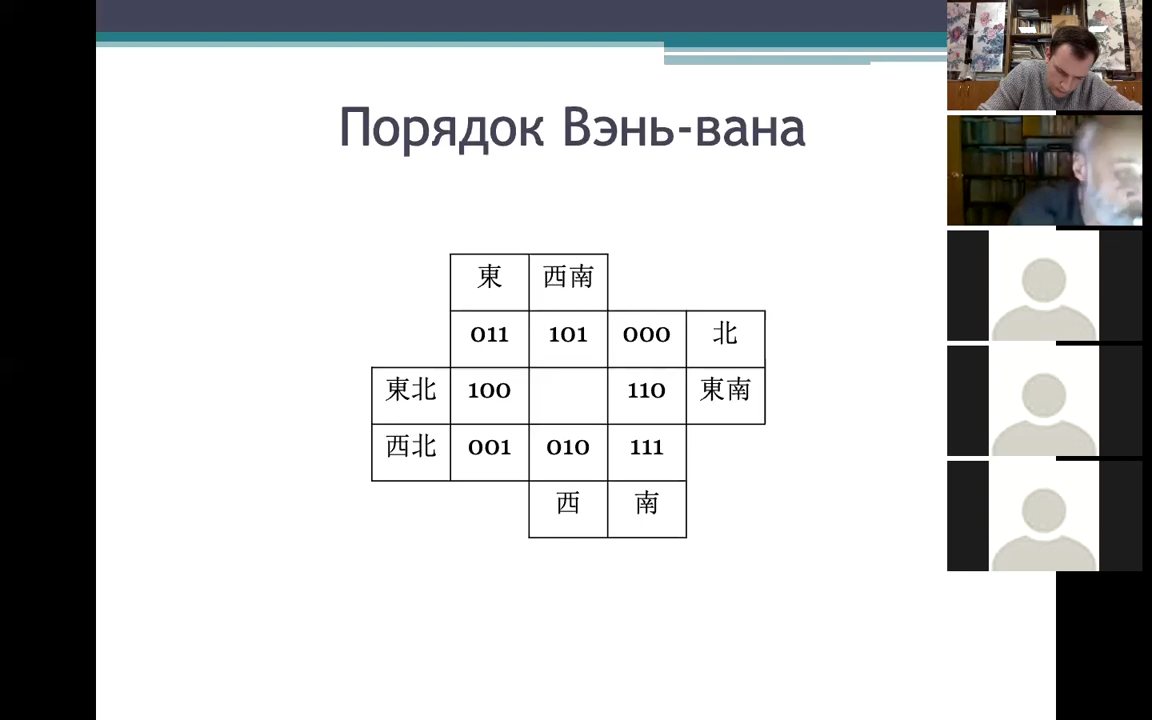 Порядок Вэнь-вана
東 西南
011 101 000 北
東北 100 110 東南
西北 001 010 111
西 南